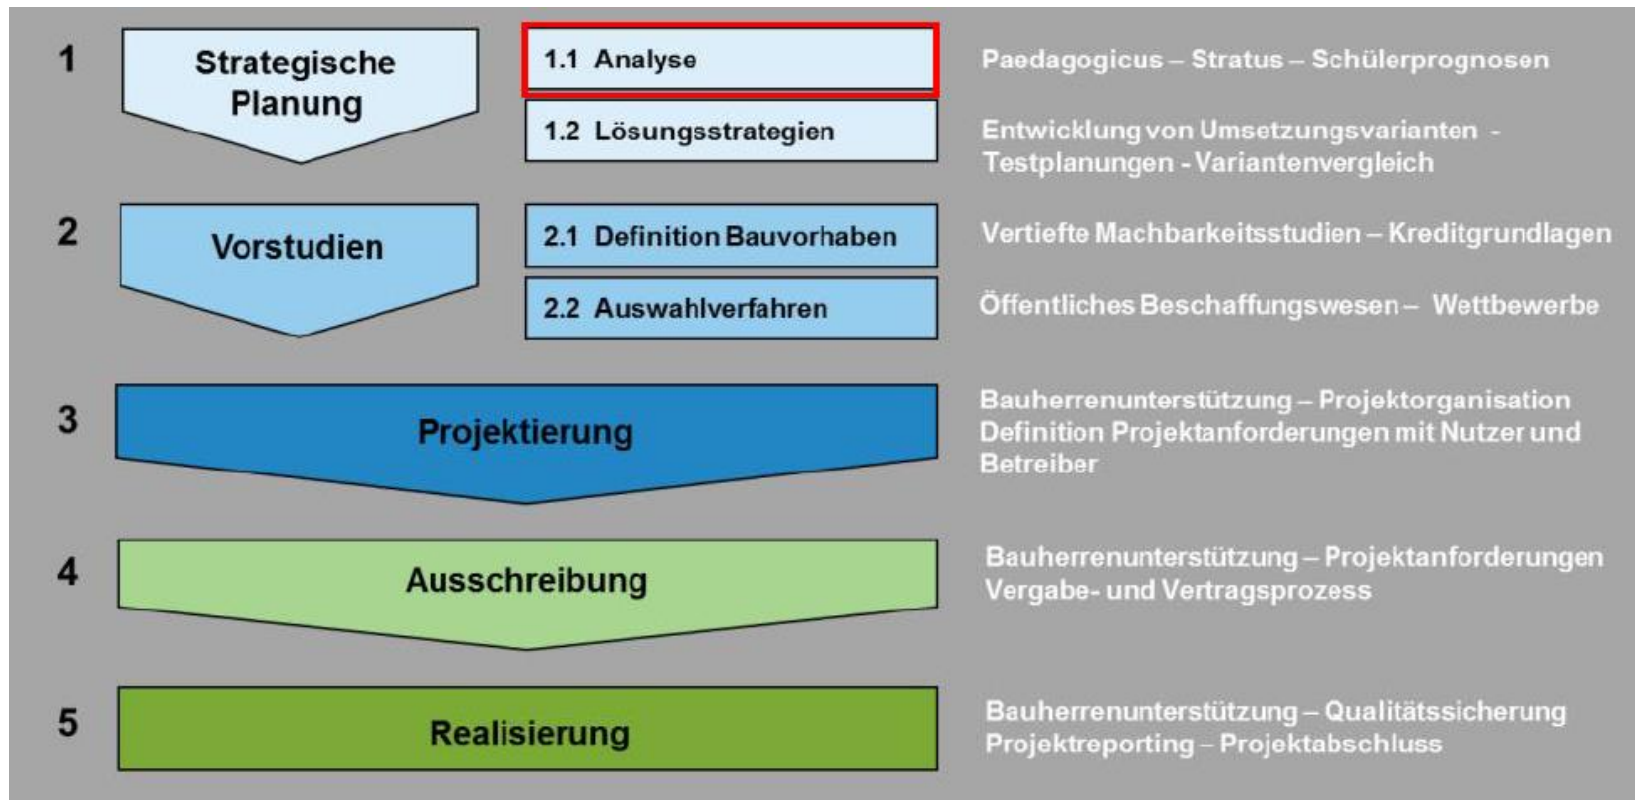 1
Strategische
Planung
1.1 Analyse
Paedagogicus – Stratus – Schülerprognosen
1.2 Lösungsstrategien
Entwicklung von Umsetzungsvarianten -
Testplanungen - Variantenvergleich
2
Vorstudien
2.1 Definition Bauvorhaben
Vertiefte Machbarkeitsstudien – Kreditgrundlagen
2.2 Auswahlverfahren
Öffentliches Beschaffungswesen – Wettbewerbe
3
Projektierung
Bauherrenunterstützung – Projektorganisation
Definition Projektanforderungen mit Nutzer und
Betreiber
4
Ausschreibung
Bauherrenunterstützung – Projektanforderungen
Vergabe- und Vertragsprozess
5
Realisierung
Bauherrenunterstützung – Qualitätssicherung
Projektreporting – Projektabschluss